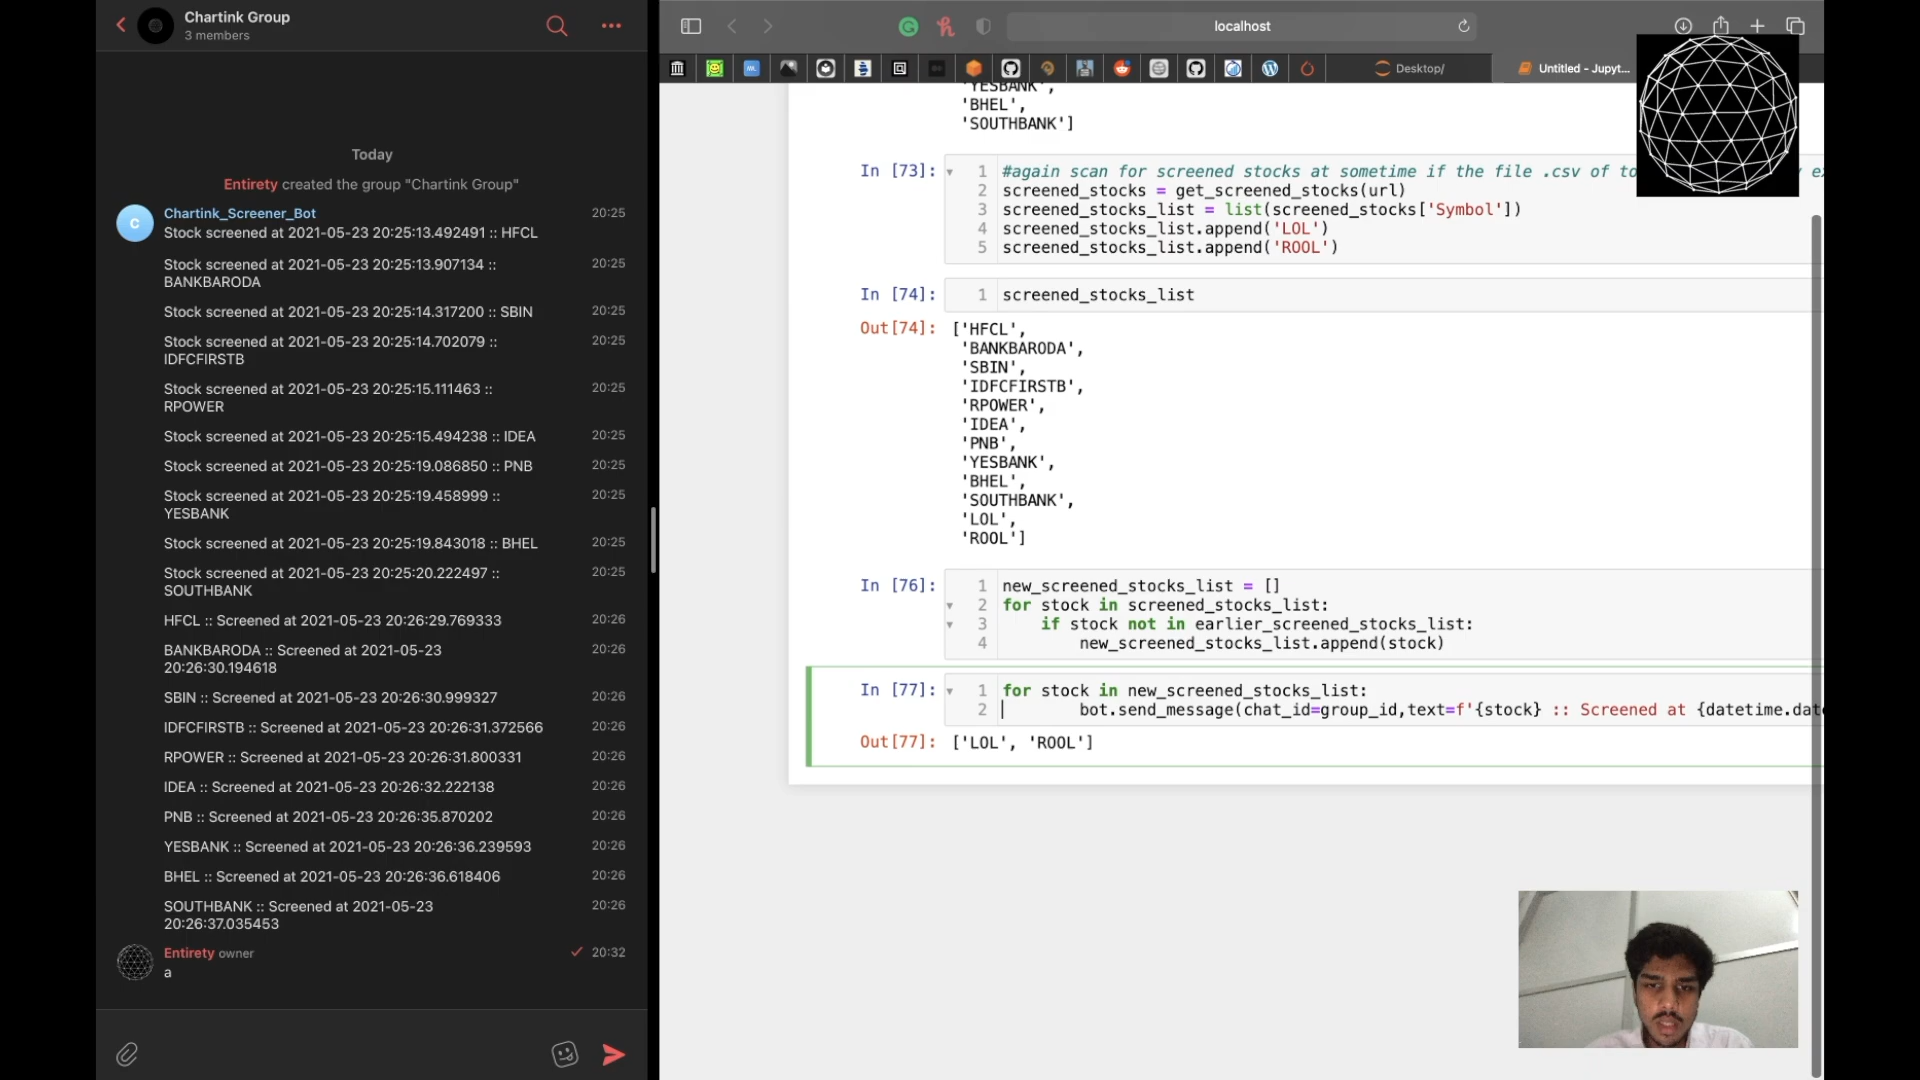 Chartink Group
3 members
Today
Entirety created the group "Chartink Group"
Chartink_Screener_Bot
Stock screened at 2021-05-23 20:25:13.492491 :: HFCL 20:25
Stock screened at 2021-05-23 20:25:13.907134 :: 20:25
BANKBARODA
Stock screened at 2021-05-23 20:25:14.317200 :: SBIN 20:25
Stock screened at 2021-05-23 20:25:14.702079 :: 20:25
IDFCFIRSTB
Stock screened at 2021-05-23 20:25:15.111463 :: 20:25
RPOWER
Stock screened at 2021-05-23 20:25:15.494238 :: IDEA 20:25
Stock screened at 2021-05-23 20:25:19.086850 :: PNB 20:25
Stock screened at 2021-05-23 20:25:19.458999 :: 20:25
YESBANK
Stock screened at 2021-05-23 20:25:19.843018 :: BHEL 20:25
Stock screened at 2021-05-23 20:25:20.222497 :: 20:25
SOUTHBANK
HFCL :: Screened at 2021-05-23 20:26:29.769333 20:26
BANKBARODA :: Screened at 2021-05-23 20:26
20:26:30.194618
SBIN :: Screened at 2021-05-23 20:26:30.999327 20:26
IDFCFIRSTB :: Screened at 2021-05-23 20:26:31.372566 20:26
RPOWER :: Screened at 2021-05-23 20:26:31.800331 20:26
IDEA :: Screened at 2021-05-23 20:26:32.222138 20:26
PNB :: Screened at 2021-05-23 20:26:35.870202 20:26
YESBANK :: Screened at 2021-05-23 20:26:36.239593 20:26
BHEL :: Screened at 2021-05-23 20:26:36.618406 20:26
SOUTHBANK :: Screened at 2021-05-23 20:26
20:26:37.035453
Entirety owner 20:32
a
localhost
Desktop/
Untitled - Jupyt...
'YESBANK',
'BHEL',
'SOUTHBANK']
In [73]: 1 #again scan for screened stocks at sometime if the file .csv of
2 screened_stocks = get_screened_stocks(url)
3 screened_stocks_list = list(screened_stocks['Symbol'])
4 screened_stocks_list.append('LOL')
5 screened_stocks_list.append('ROOL')
In [74]: 1 screened_stocks_list
Out[74]: ['HFCL',
'BANKBARODA',
'SBIN',
'IDFCFIRSTB',
'RPOWER',
'IDEA',
'PNB',
'YESBANK',
'BHEL',
'SOUTHBANK',
'LOL',
'ROOL']
In [76]: 1 new_screened_stocks_list = []
2 for stock in screened_stocks_list:
3 if stock not in earlier_screened_stocks_list:
4 new_screened_stocks_list.append(stock)
In [77]: 1 for stock in new_screened_stocks_list:
2 bot.send_message(chat_id=group_id,text=f'{stock} :: Screened at {datetime.dat
Out[77]: ['LOL', 'ROOL']